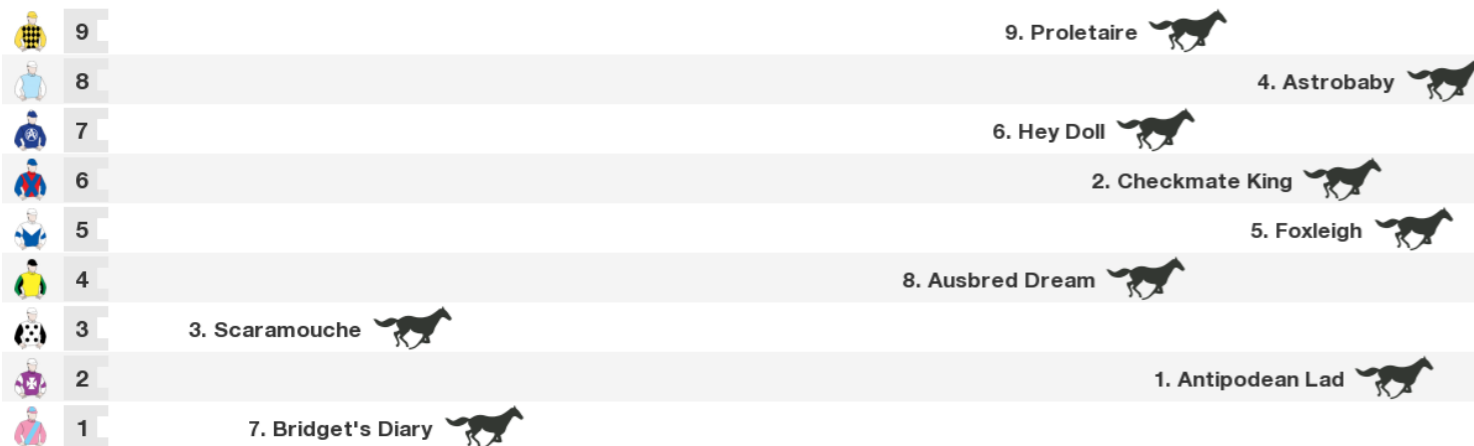 9 9. Proletaire
8 4. Astrobaby
7 6. Hey Doll
6 2. Checkmate King
5 5. Foxleigh
4 8. Ausbred Dream
3 3. Scaramouche
2 1. Antipodean Lad
1 7. Bridget's Diary